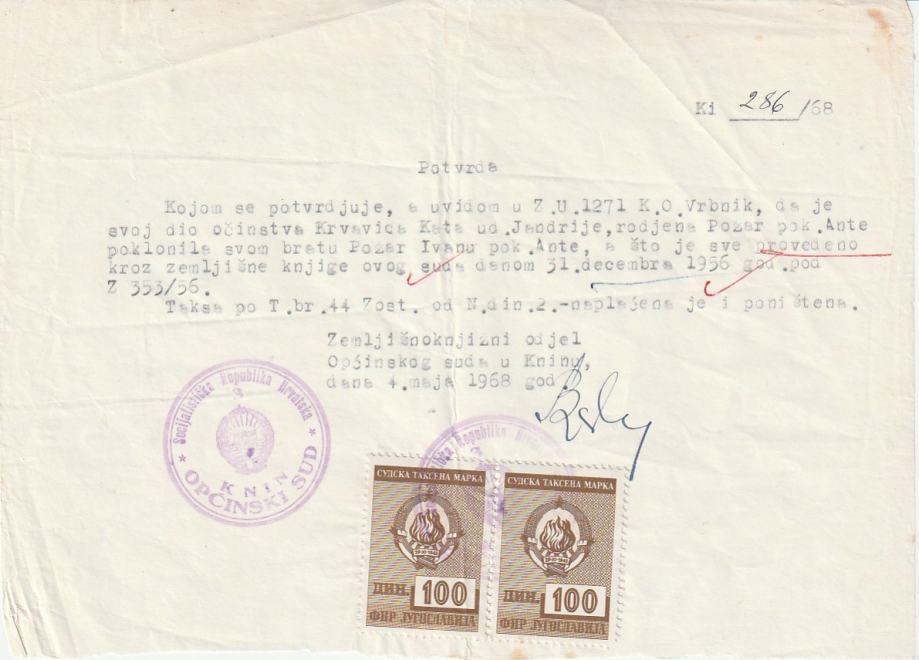 Ki 286/68
Potvrda
Kojom se potvrdjuje, a uvidom u Z.U.1271 K.O.Vrbnik, da je
svoj dio očinstva Krvavica Kata ud.Jandrije,rodjena Požar pok.Ante
poklonila svom bratu Požar Ivanu pok.Ante, a što je sve provedeno
kroz zemljišne knjige ovog suda danom 31.decembra 1956 god.pod
Z 353/56.
Taksa po T.br.44 Zost. od N.din.2.-naplaćena je i poništena.
Zemljišnoknjižni odjel
Općinskog suda u Kninu,
dana 4.maja 1968 god.
* Socijalistička Republika Hrvatska *
KNIN
OPĆINSKI SUD
Republika
СУДСКА ТАКСЕНА МАРКА
ДИН. 100
ФНР ЈУГОСЛАВИЈА
СУДСКА ТАКСЕНА МАРКА
ДИН. 100
ФНР ЈУГОСЛАВИЈА